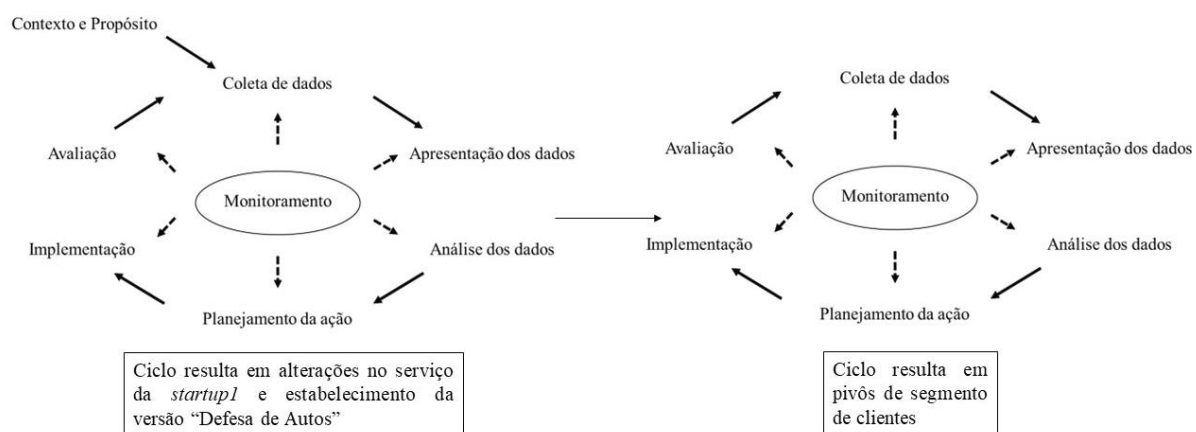 Contexto e Propósito
Coleta de dados
Avaliação
Apresentação dos dados
Monitoramento
Implementação
Análise dos dados
Planejamento da ação
Ciclo resulta em alterações no serviço
da startup1 e estabelecimento da
versão “Defesa de Autos”
Coleta de dados
Avaliação
Apresentação dos dados
Monitoramento
Implementação
Análise dos dados
Planejamento da ação
Ciclo resulta em
pivôs de segmento
de clientes